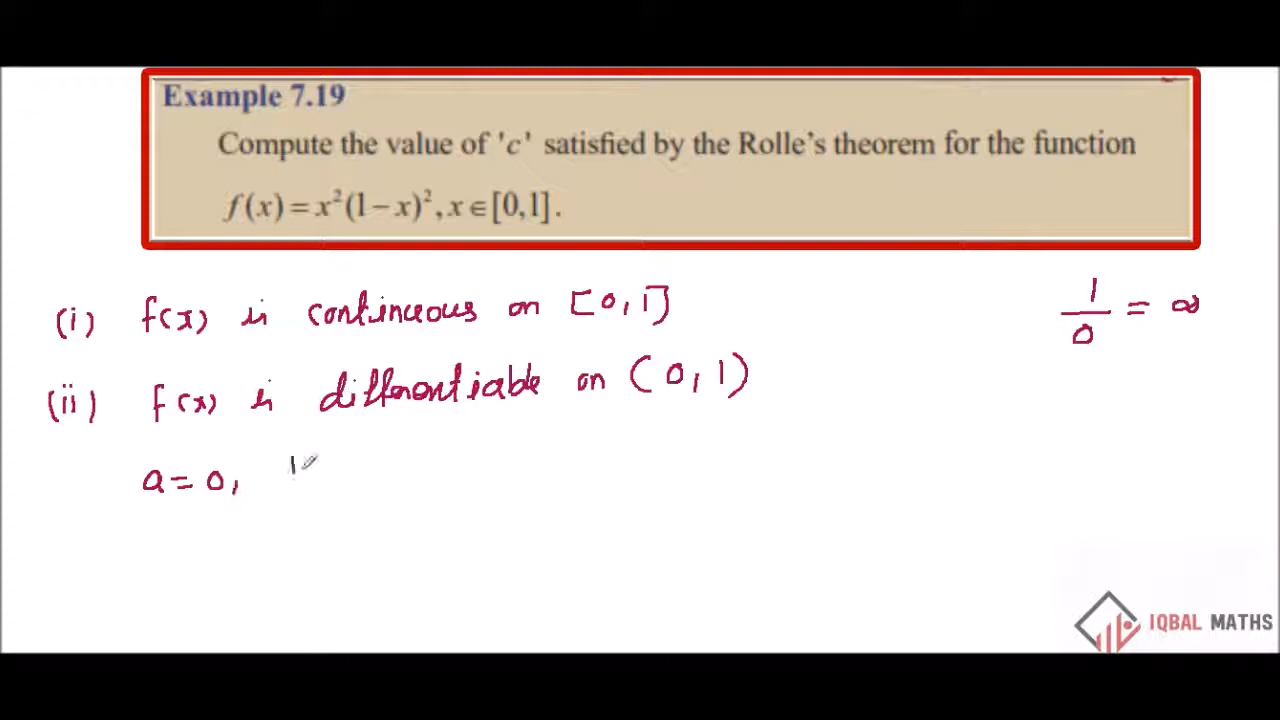 Example 7.19
Compute the value of 'c' satisfied by the Rolle's theorem for the function
f(x) = x²(1−x)², x ∈ [0,1].
(i) f(x) is continuous on [0, 1]
1/0 = ∞
(ii) f(x) is differentiable on (0, 1)
a = 0,
IQBAL MATHS